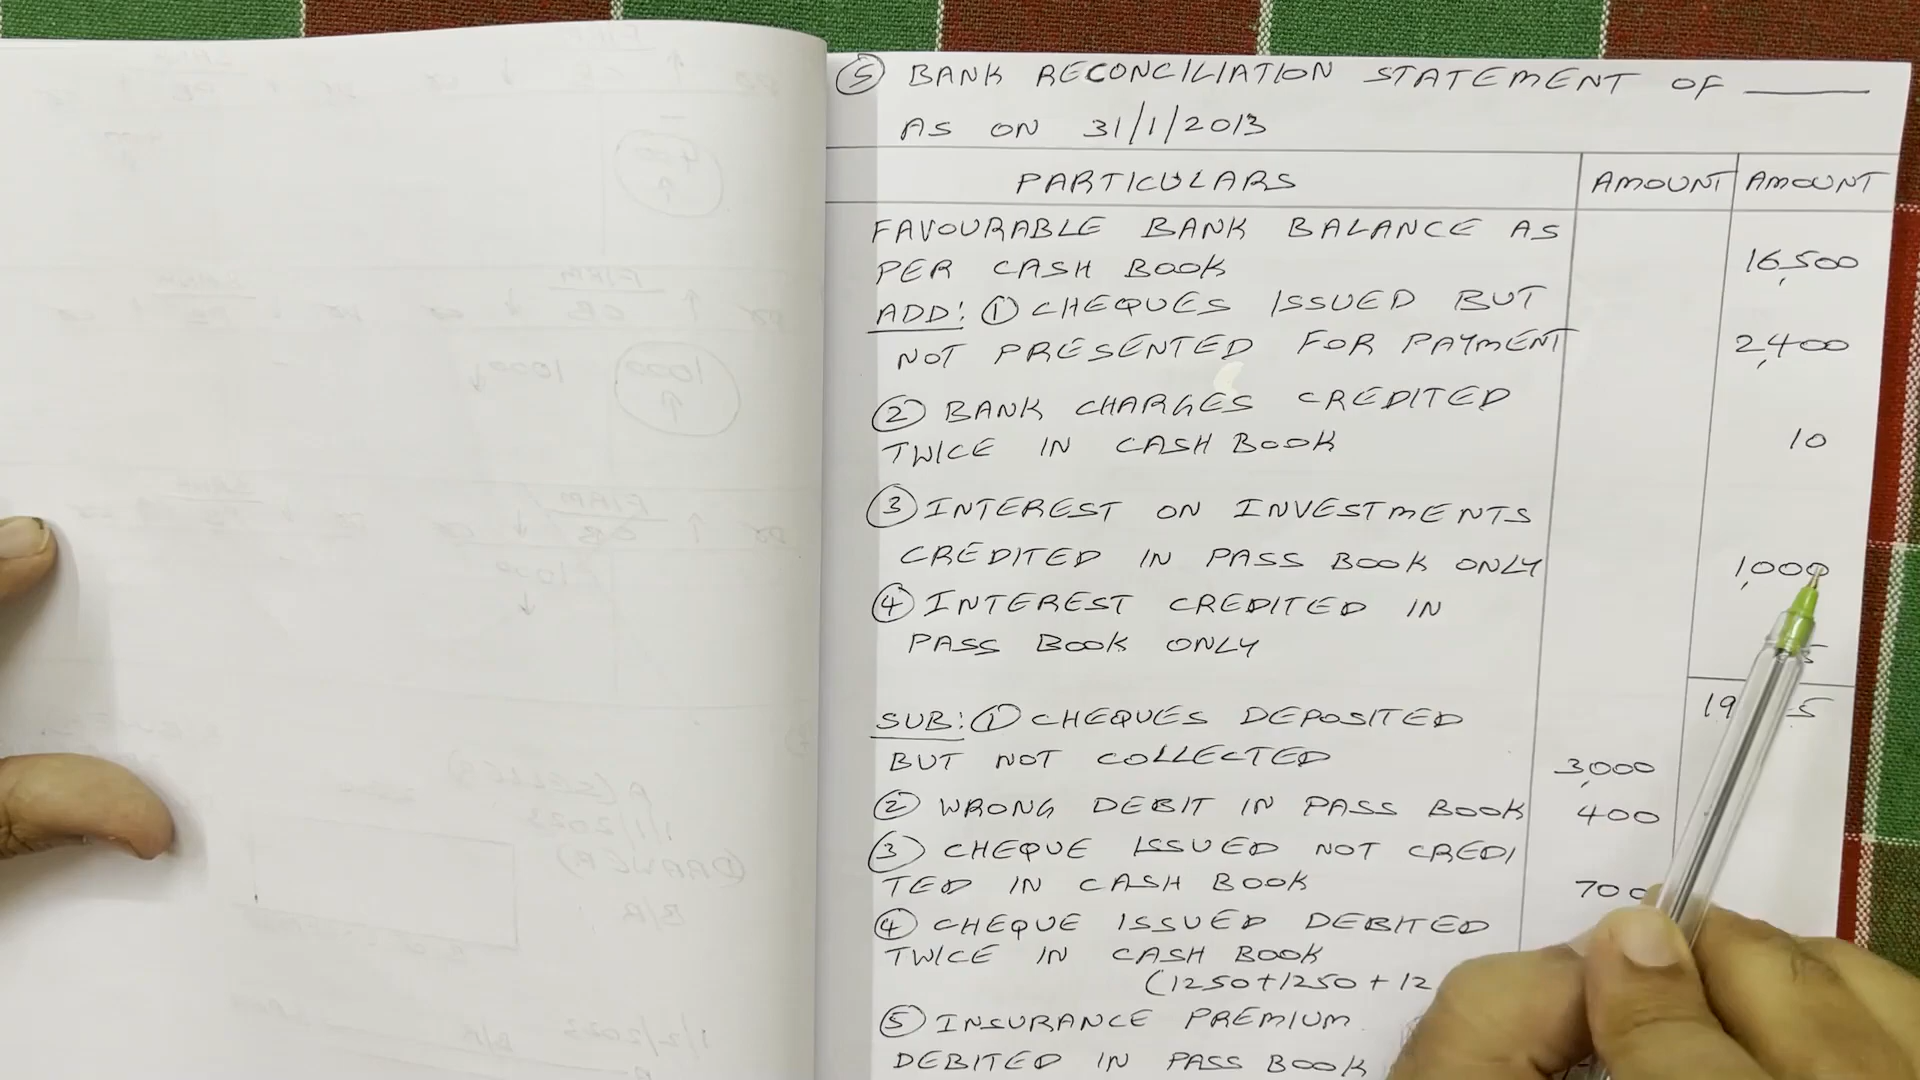 5 BANK RECONCILIATION STATEMENT OF ____
AS ON 31/1/2013
PARTICULARS AMOUNT AMOUNT
FAVOURABLE BANK BALANCE AS
PER CASH BOOK 16,500
ADD: 1 CHEQUES ISSUED BUT
NOT PRESENTED FOR PAYMENT 2,400
2 BANK CHARGES CREDITED
TWICE IN CASH BOOK 10
3 INTEREST ON INVESTMENTS
CREDITED IN PASS BOOK ONLY 1,000
4 INTEREST CREDITED IN
PASS BOOK ONLY
SUB: 1 CHEQUES DEPOSITED
BUT NOT COLLECTED 3,000
2 WRONG DEBIT IN PASS BOOK 400
3 CHEQUE ISSUED NOT CREDI
TED IN CASH BOOK 700
4 CHEQUE ISSUED DEBITED
TWICE IN CASH BOOK
(1250+1250+12
5 INSURANCE PREMIUM
DEBITED IN PASS BOOK